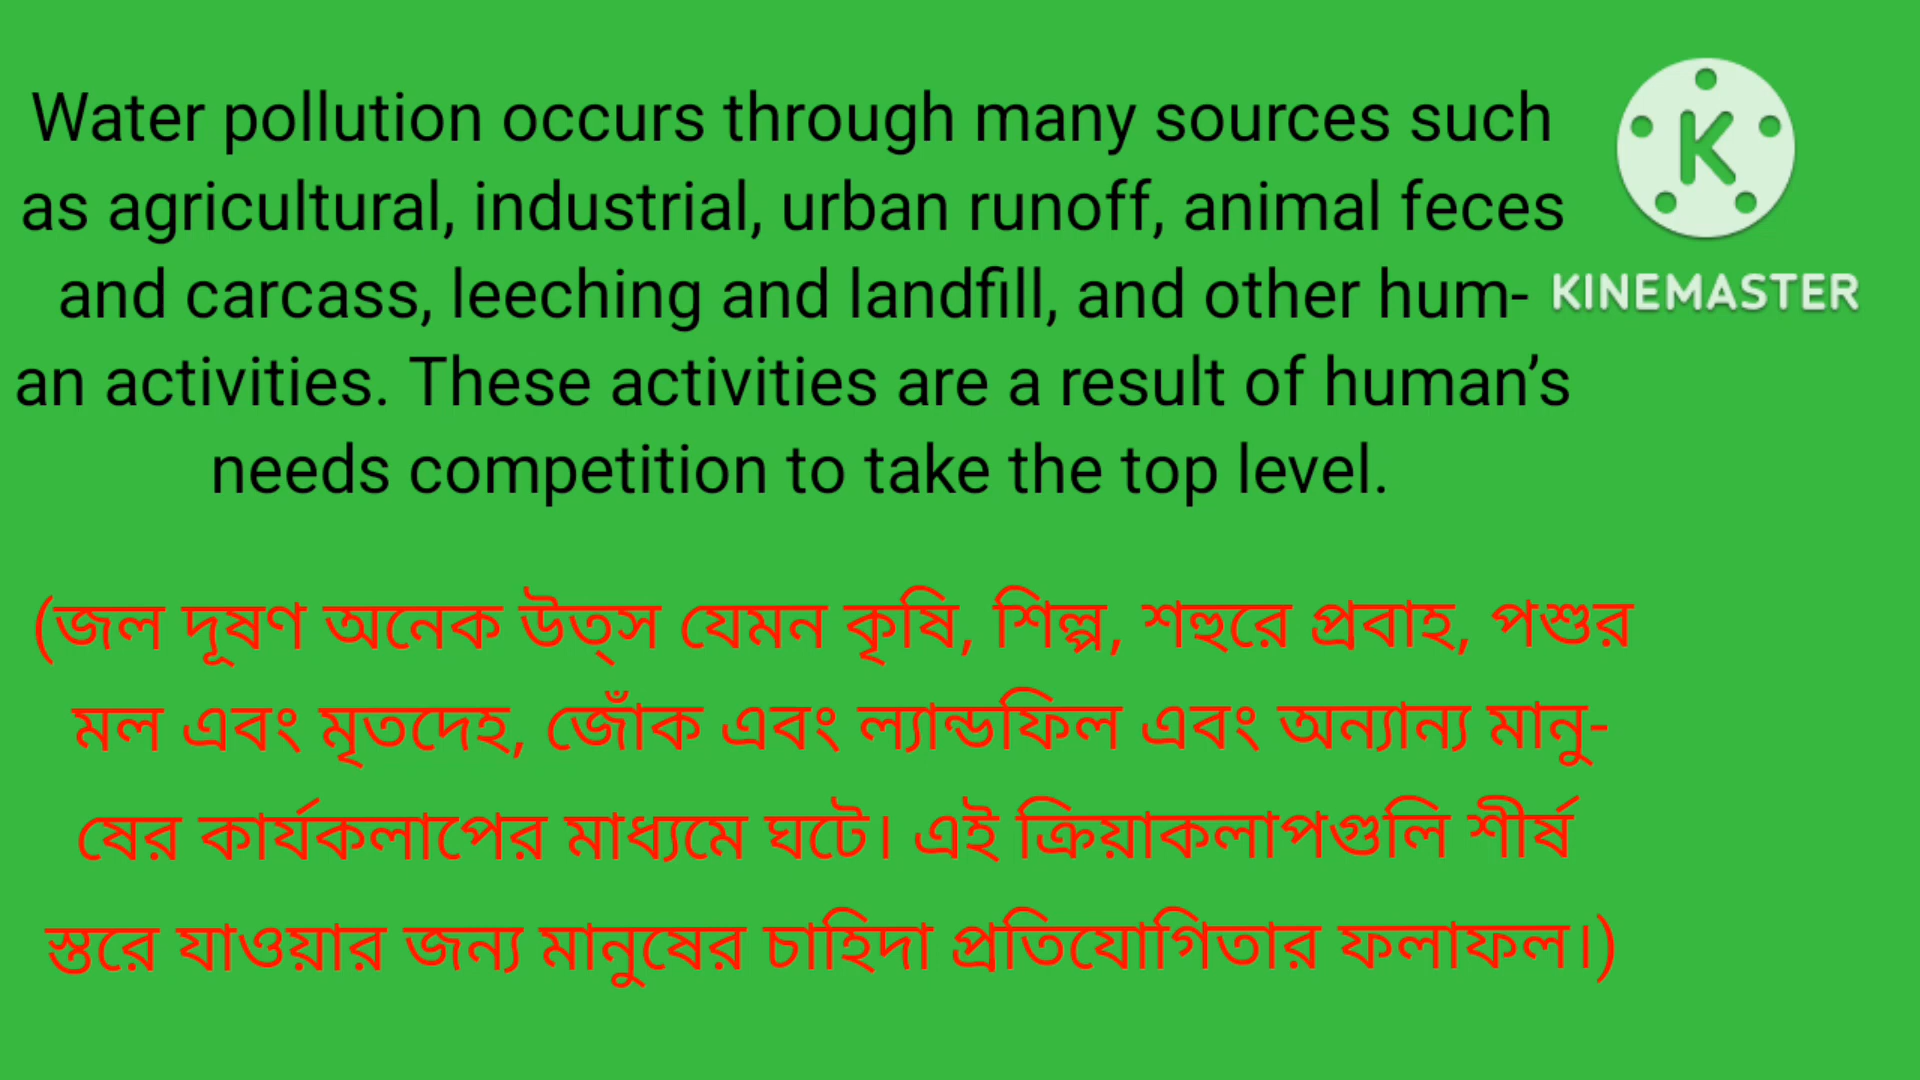 Water pollution occurs through many sources such
as agricultural, industrial, urban runoff, animal feces
and carcass, leeching and landfill, and other hum-
an activities. These activities are a result of human’s
needs competition to take the top level.
K
KINEMASTER
(জল দূষণ অনেক উত্স যেমন কৃষি, শিল্প, শহুরে প্রবাহ, পশুর
মল এবং মৃতদেহ, জোঁক এবং ল্যান্ডফিল এবং অন্যান্য মানু-
ষের কার্যকলাপের মাধ্যমে ঘটে। এই ক্রিয়াকলাপগুলি শীর্ষ
স্তরে যাওয়ার জন্য মানুষের চাহিদা প্রতিযোগিতার ফলাফল।)